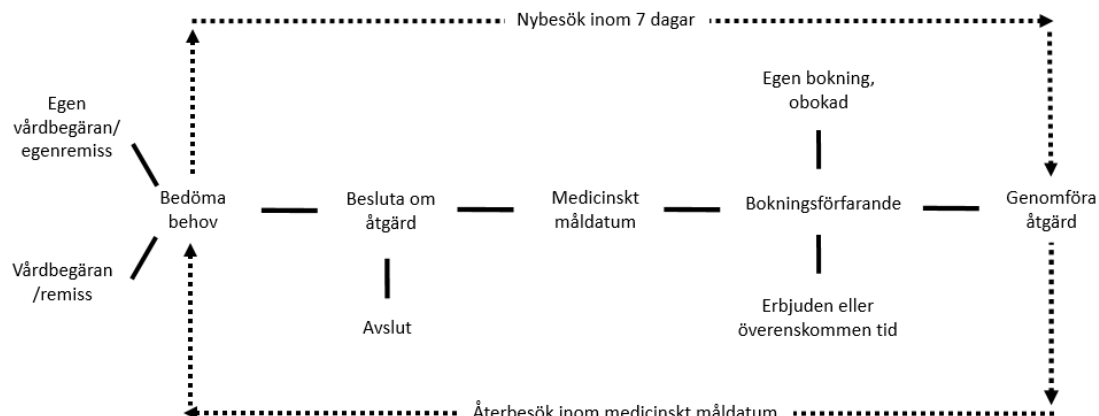 Nybesök inom 7 dagar
Egen bokning,
obokad
Egen
vårdbegäran/
egenremiss
Bedöma
behov
Besluta om
åtgärd
Medicinskt
måldatum
Bokningsförfarande
Genomföra
åtgärd
Vårdbegäran
/remiss
Avslut
Erbjuden eller
överenskommen tid
Återbesök inom medicinskt måldatum